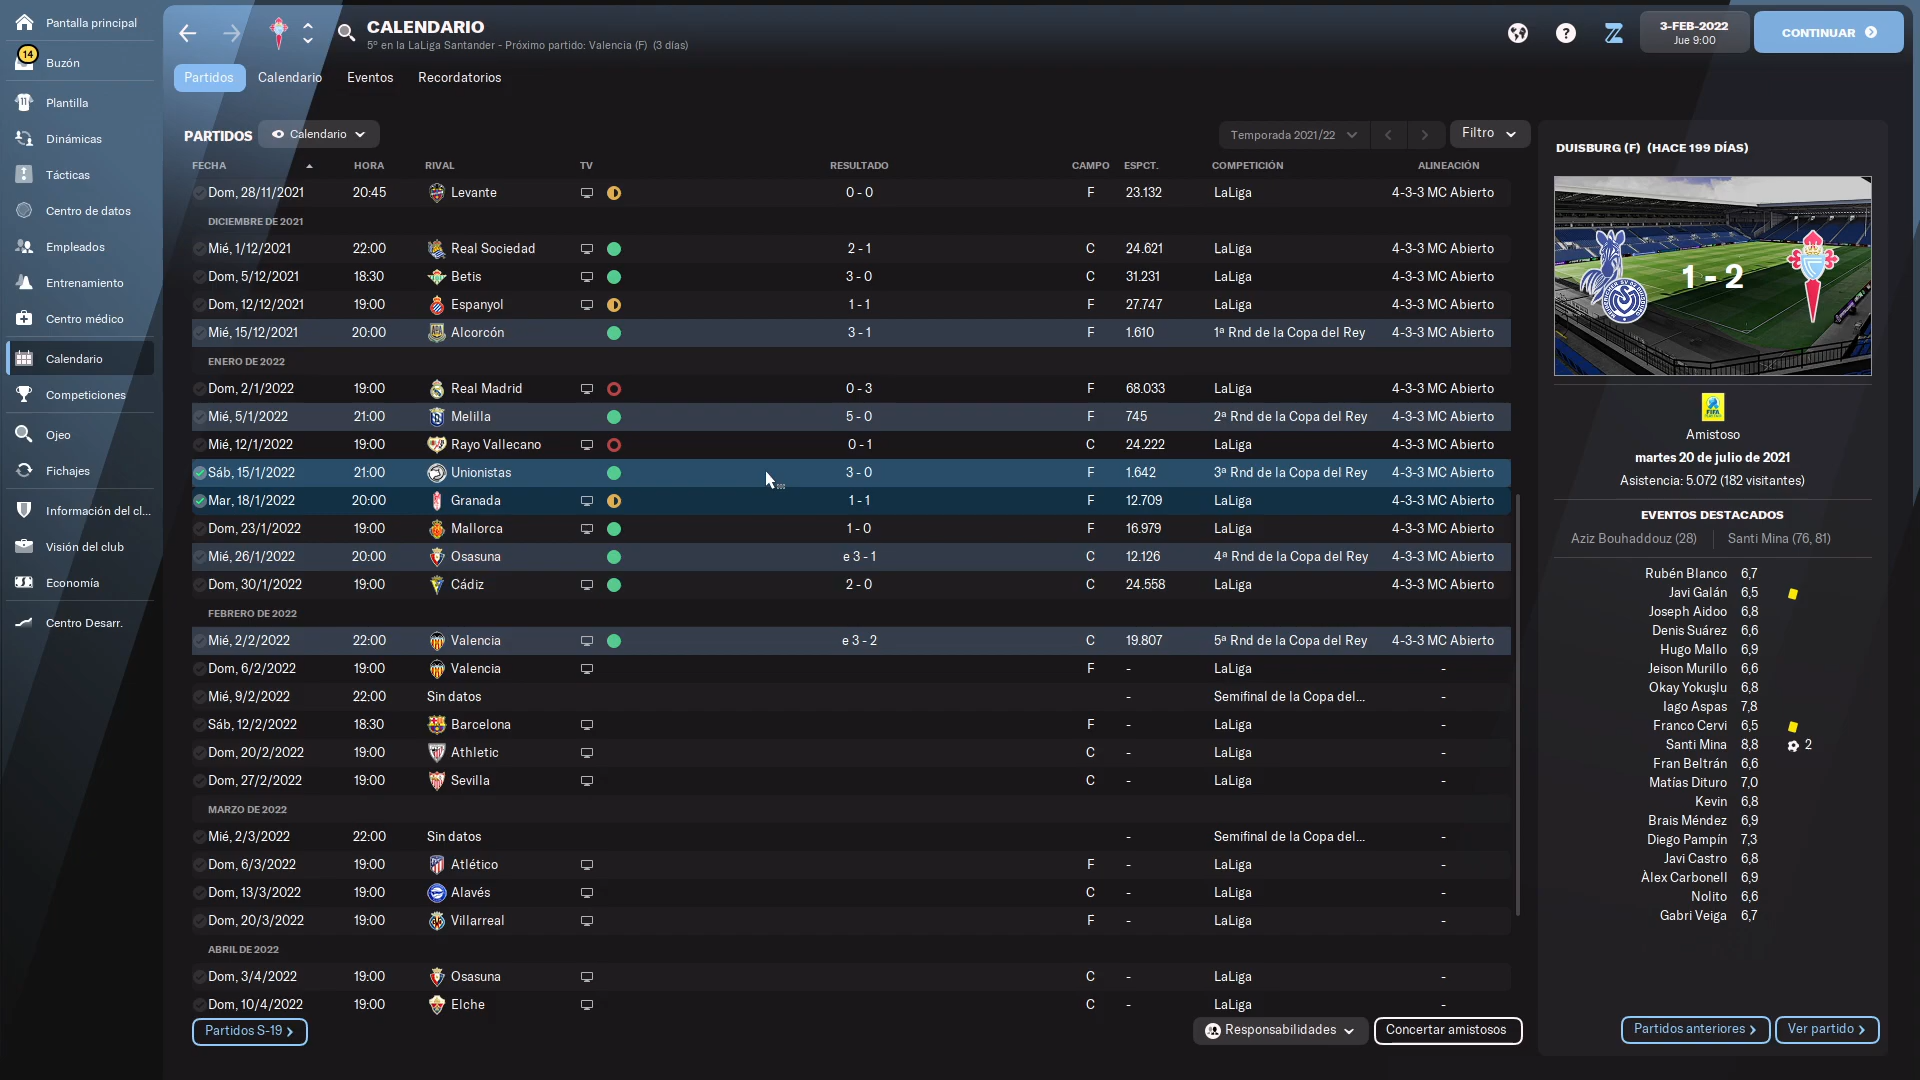 Pantalla principal
14
Buzón
Plantilla
Dinámicas
Tácticas
Centro de datos
Empleados
Entrenamiento
Centro médico
Calendario
Competiciones
Ojeo
Fichajes
Información del cl...
Visión del club
Economía
Centro Desarr.
CALENDARIO
5º en la LaLiga Santander - Próximo partido: Valencia (F) (3 días)
3-FEB-2022
Jue 9:00
CONTINUAR
Partidos Calendario Eventos Recordatorios
PARTIDOS Calendario Temporada 2021/22 Filtro
FECHA HORA RIVAL TV RESULTADO CAMPO ESPCT. COMPETICIÓN ALINEACIÓN
Dom, 28/11/2021 20:45 Levante 0 - 0 F 23.132 LaLiga 4-3-3 MC Abierto
DICIEMBRE DE 2021
Mié, 1/12/2021 22:00 Real Sociedad 2 - 1 C 24.621 LaLiga 4-3-3 MC Abierto
Dom, 5/12/2021 18:30 Betis 3 - 0 C 31.231 LaLiga 4-3-3 MC Abierto
Dom, 12/12/2021 19:00 Espanyol 1 - 1 F 27.747 LaLiga 4-3-3 MC Abierto
Mié, 15/12/2021 20:00 Alcorcón 3 - 1 F 1.610 1ª Rnd de la Copa del Rey 4-3-3 MC Abierto
ENERO DE 2022
Dom, 2/1/2022 19:00 Real Madrid 0 - 3 F 68.033 LaLiga 4-3-3 MC Abierto
Mié, 5/1/2022 21:00 Melilla 5 - 0 F 745 2ª Rnd de la Copa del Rey 4-3-3 MC Abierto
Mié, 12/1/2022 19:00 Rayo Vallecano 0 - 1 C 24.222 LaLiga 4-3-3 MC Abierto
Sáb, 15/1/2022 21:00 Unionistas 3 - 0 F 1.642 3ª Rnd de la Copa del Rey 4-3-3 MC Abierto
Mar, 18/1/2022 20:00 Granada 1 - 1 F 12.709 LaLiga 4-3-3 MC Abierto
Dom, 23/1/2022 19:00 Mallorca 1 - 0 F 16.979 LaLiga 4-3-3 MC Abierto
Mié, 26/1/2022 20:00 Osasuna e 3 - 1 C 12.126 4ª Rnd de la Copa del Rey 4-3-3 MC Abierto
Dom, 30/1/2022 19:00 Cádiz 2 - 0 C 24.558 LaLiga 4-3-3 MC Abierto
FEBRERO DE 2022
Mié, 2/2/2022 22:00 Valencia e 3 - 2 C 19.807 5ª Rnd de la Copa del Rey 4-3-3 MC Abierto
Dom, 6/2/2022 19:00 Valencia F - LaLiga -
Mié, 9/2/2022 22:00 Sin datos - Semifinal de la Copa del... -
Sáb, 12/2/2022 18:30 Barcelona F - LaLiga -
Dom, 20/2/2022 19:00 Athletic C - LaLiga -
Dom, 27/2/2022 19:00 Sevilla C - LaLiga -
MARZO DE 2022
Mié, 2/3/2022 22:00 Sin datos - Semifinal de la Copa del... -
Dom, 6/3/2022 19:00 Atlético F - LaLiga -
Dom, 13/3/2022 19:00 Alavés C - LaLiga -
Dom, 20/3/2022 19:00 Villarreal F - LaLiga -
ABRIL DE 2022
Dom, 3/4/2022 19:00 Osasuna C - LaLiga -
Dom, 10/4/2022 19:00 Elche C - LaLiga -
Partidos S-19 Responsabilidades Concertar amistosos
DUISBURG (F) (HACE 199 DÍAS)
1 - 2
FIFA
Amistoso
martes 20 de julio de 2021
Asistencia: 5.072 (182 visitantes)
EVENTOS DESTACADOS
Aziz Bouhaddouz (28) Santi Mina (76, 81)
Rubén Blanco 6,7
Javi Galán 6,5
Joseph Aidoo 6,8
Denis Suárez 6,6
Hugo Mallo 6,9
Jeison Murillo 6,6
Okay Yokuşlu 6,8
Iago Aspas 7,8
Franco Cervi 6,5
Santi Mina 8,8 2
Fran Beltrán 6,6
Matías Dituro 7,0
Kevin 6,8
Brais Méndez 6,9
Diego Pampín 7,3
Javi Castro 6,8
Àlex Carbonell 6,9
Nolito 6,6
Gabri Veiga 6,7
Partidos anteriores Ver partido